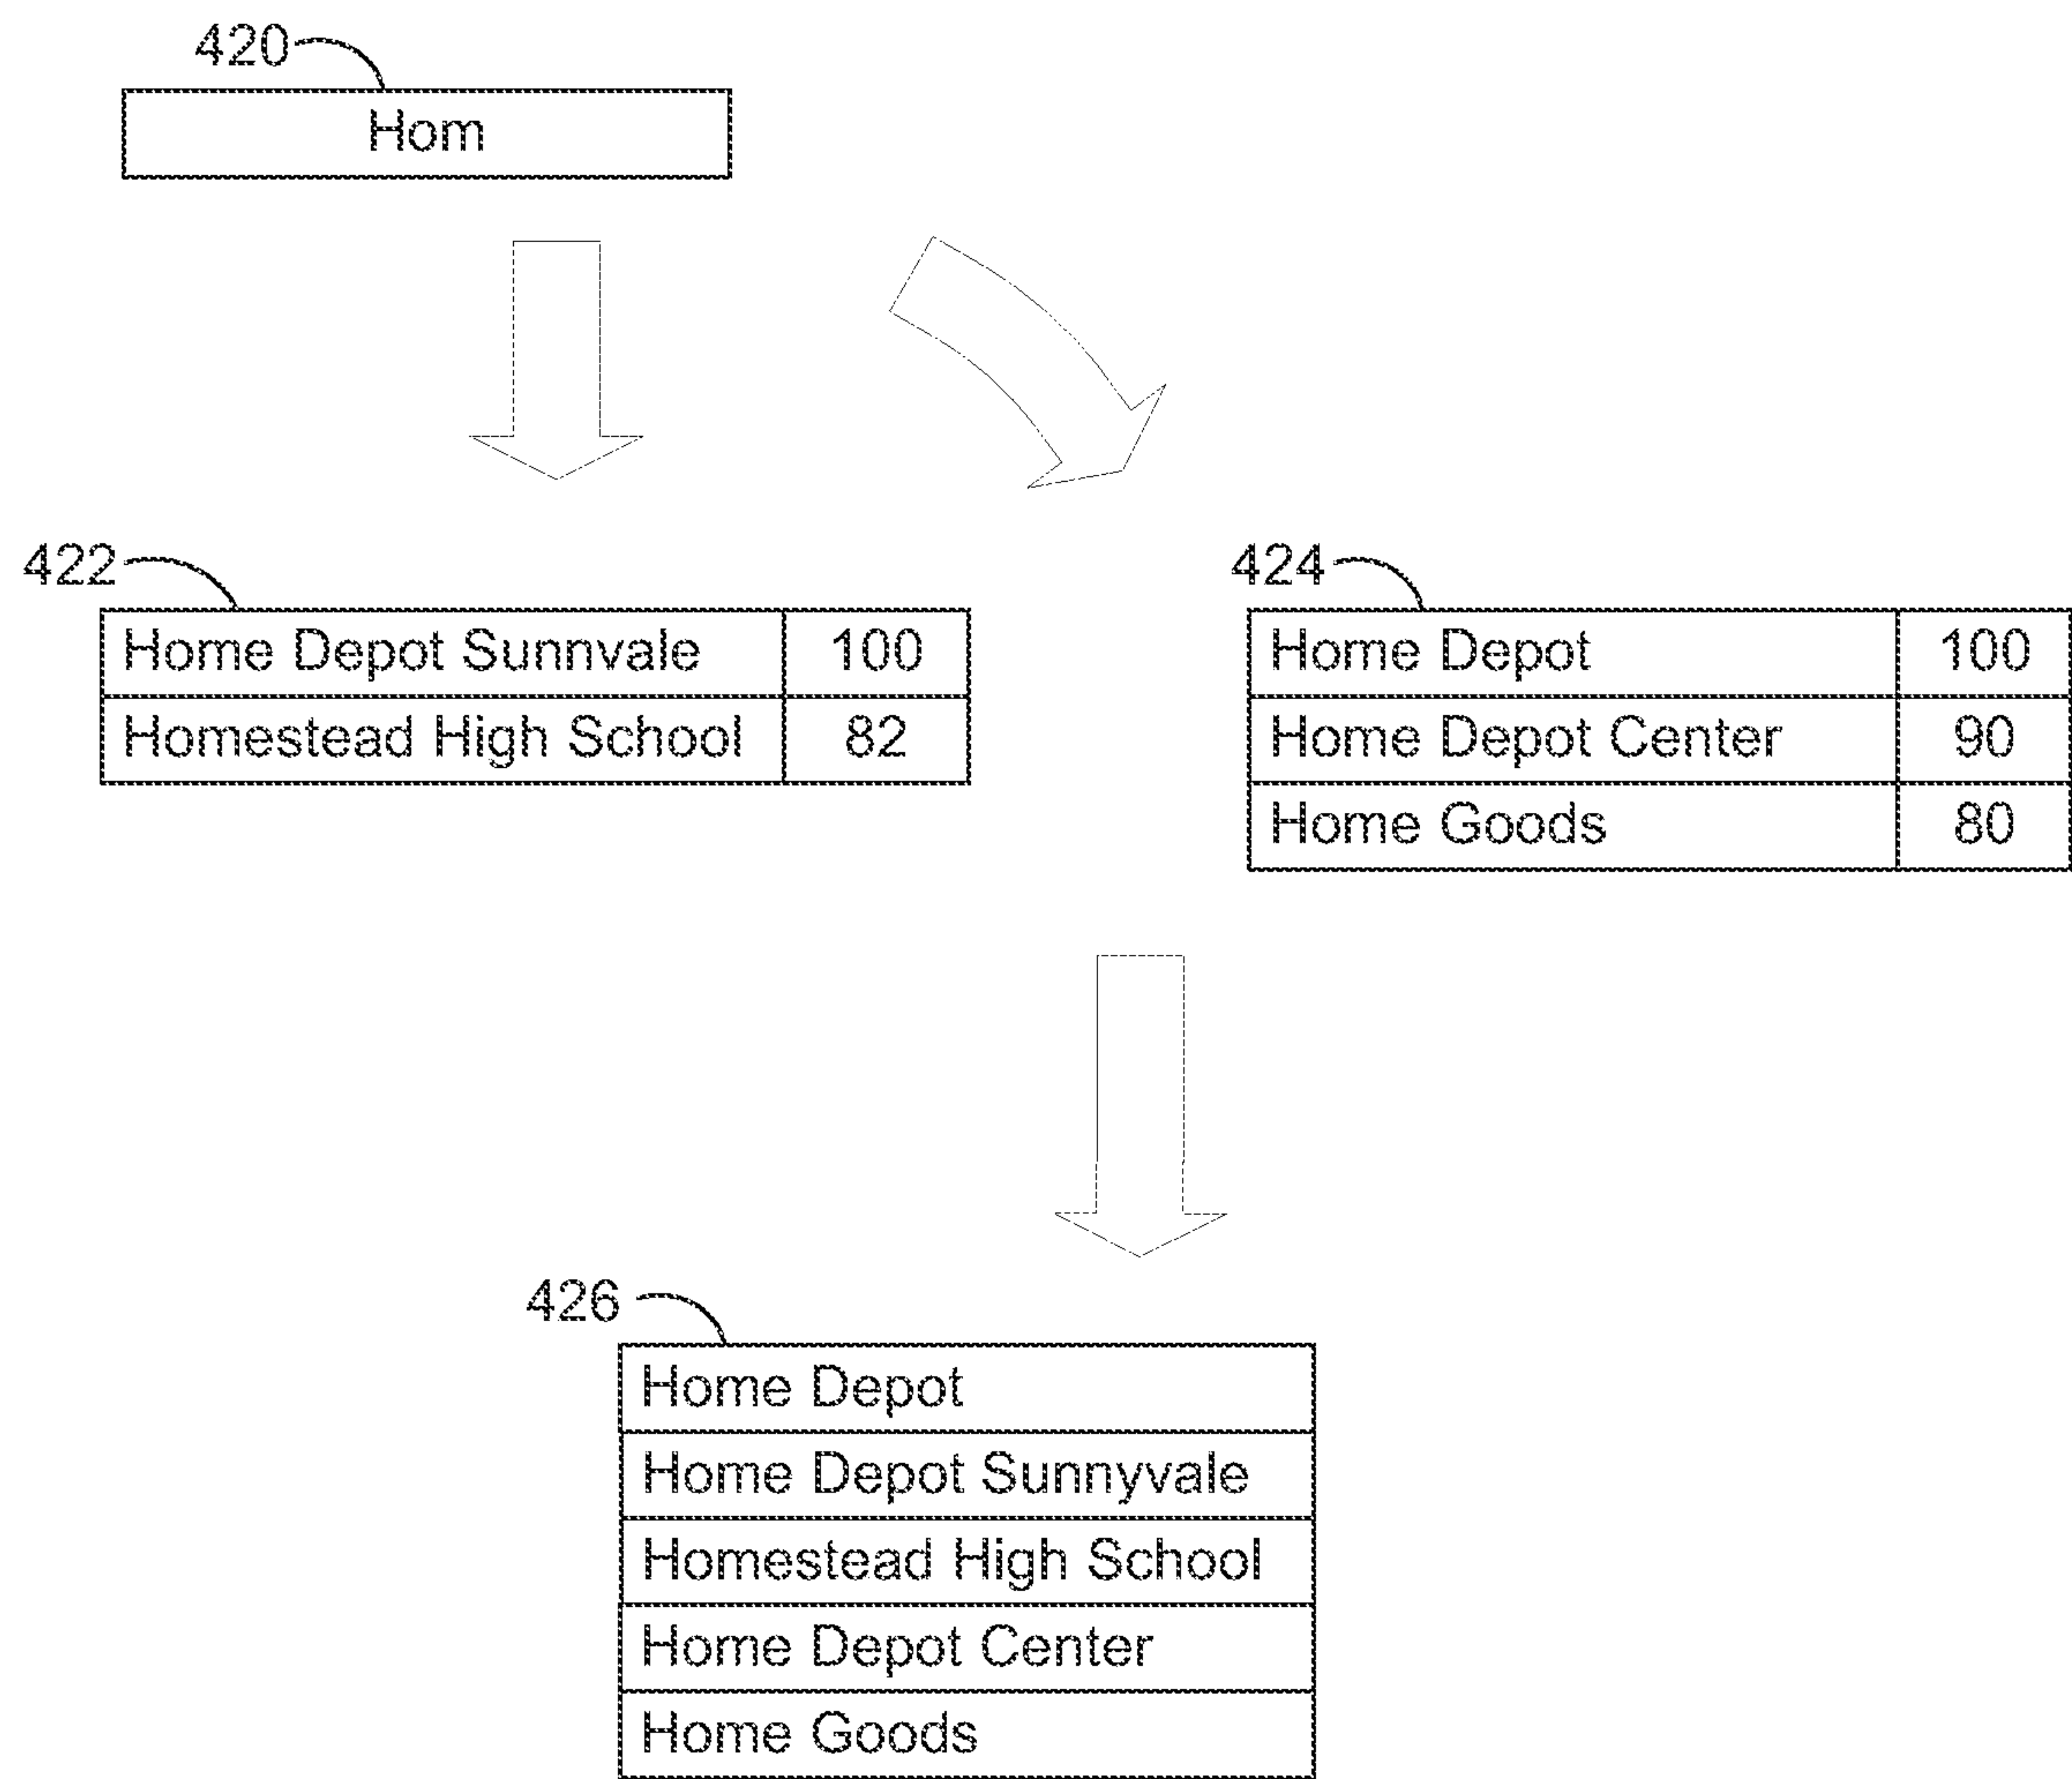 420
Hom
422
Home Depot Sunnvale 100
Homestead High School 82
424
Home Depot 100
Home Depot Center 90
Home Goods 80
426
Home Depot
Home Depot Sunnyvale
Homestead High School
Home Depot Center
Home Goods